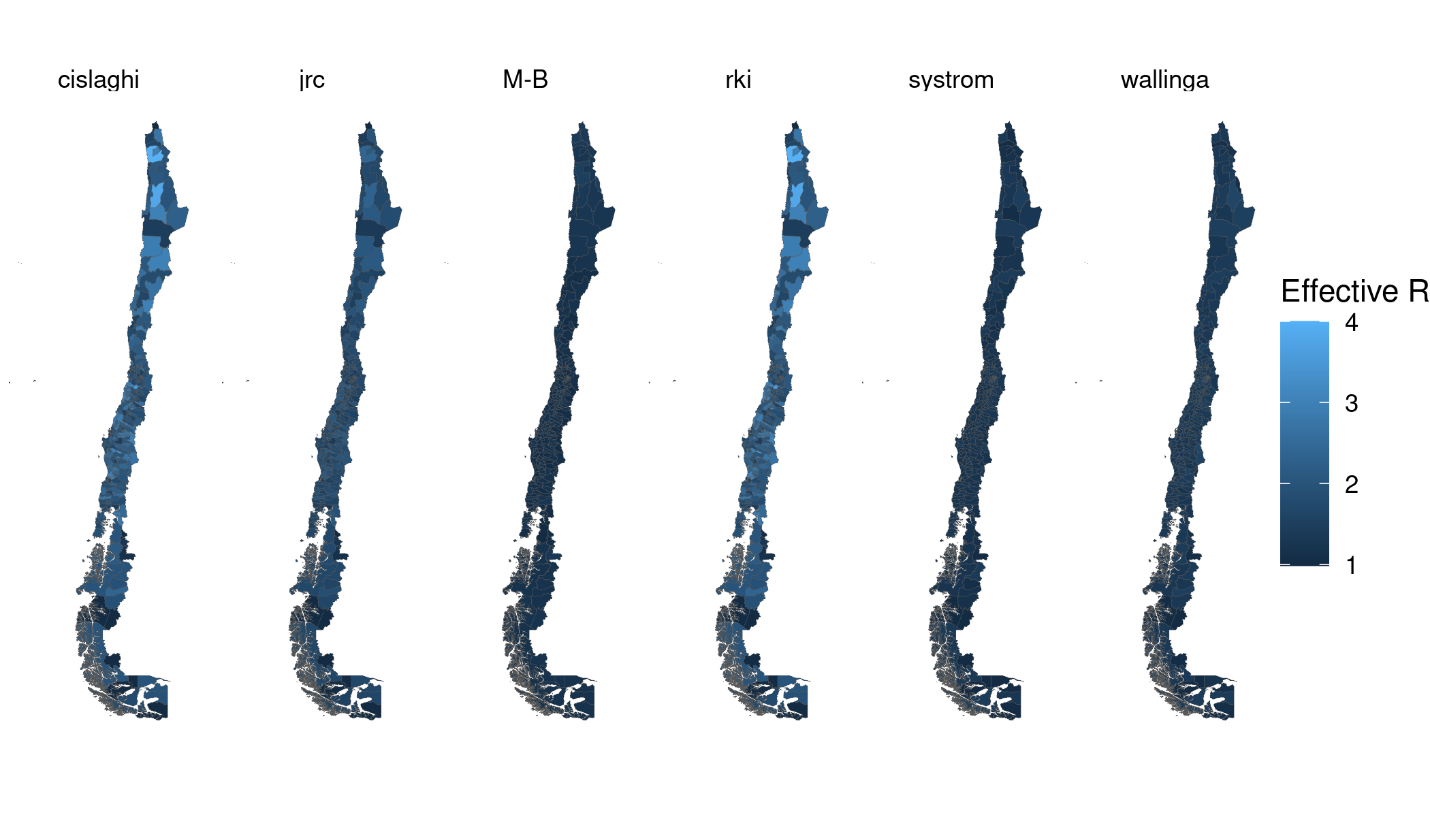 cislaghi
jrc
M-B
rki
systrom
wallinga
Effective R
4
3
2
1